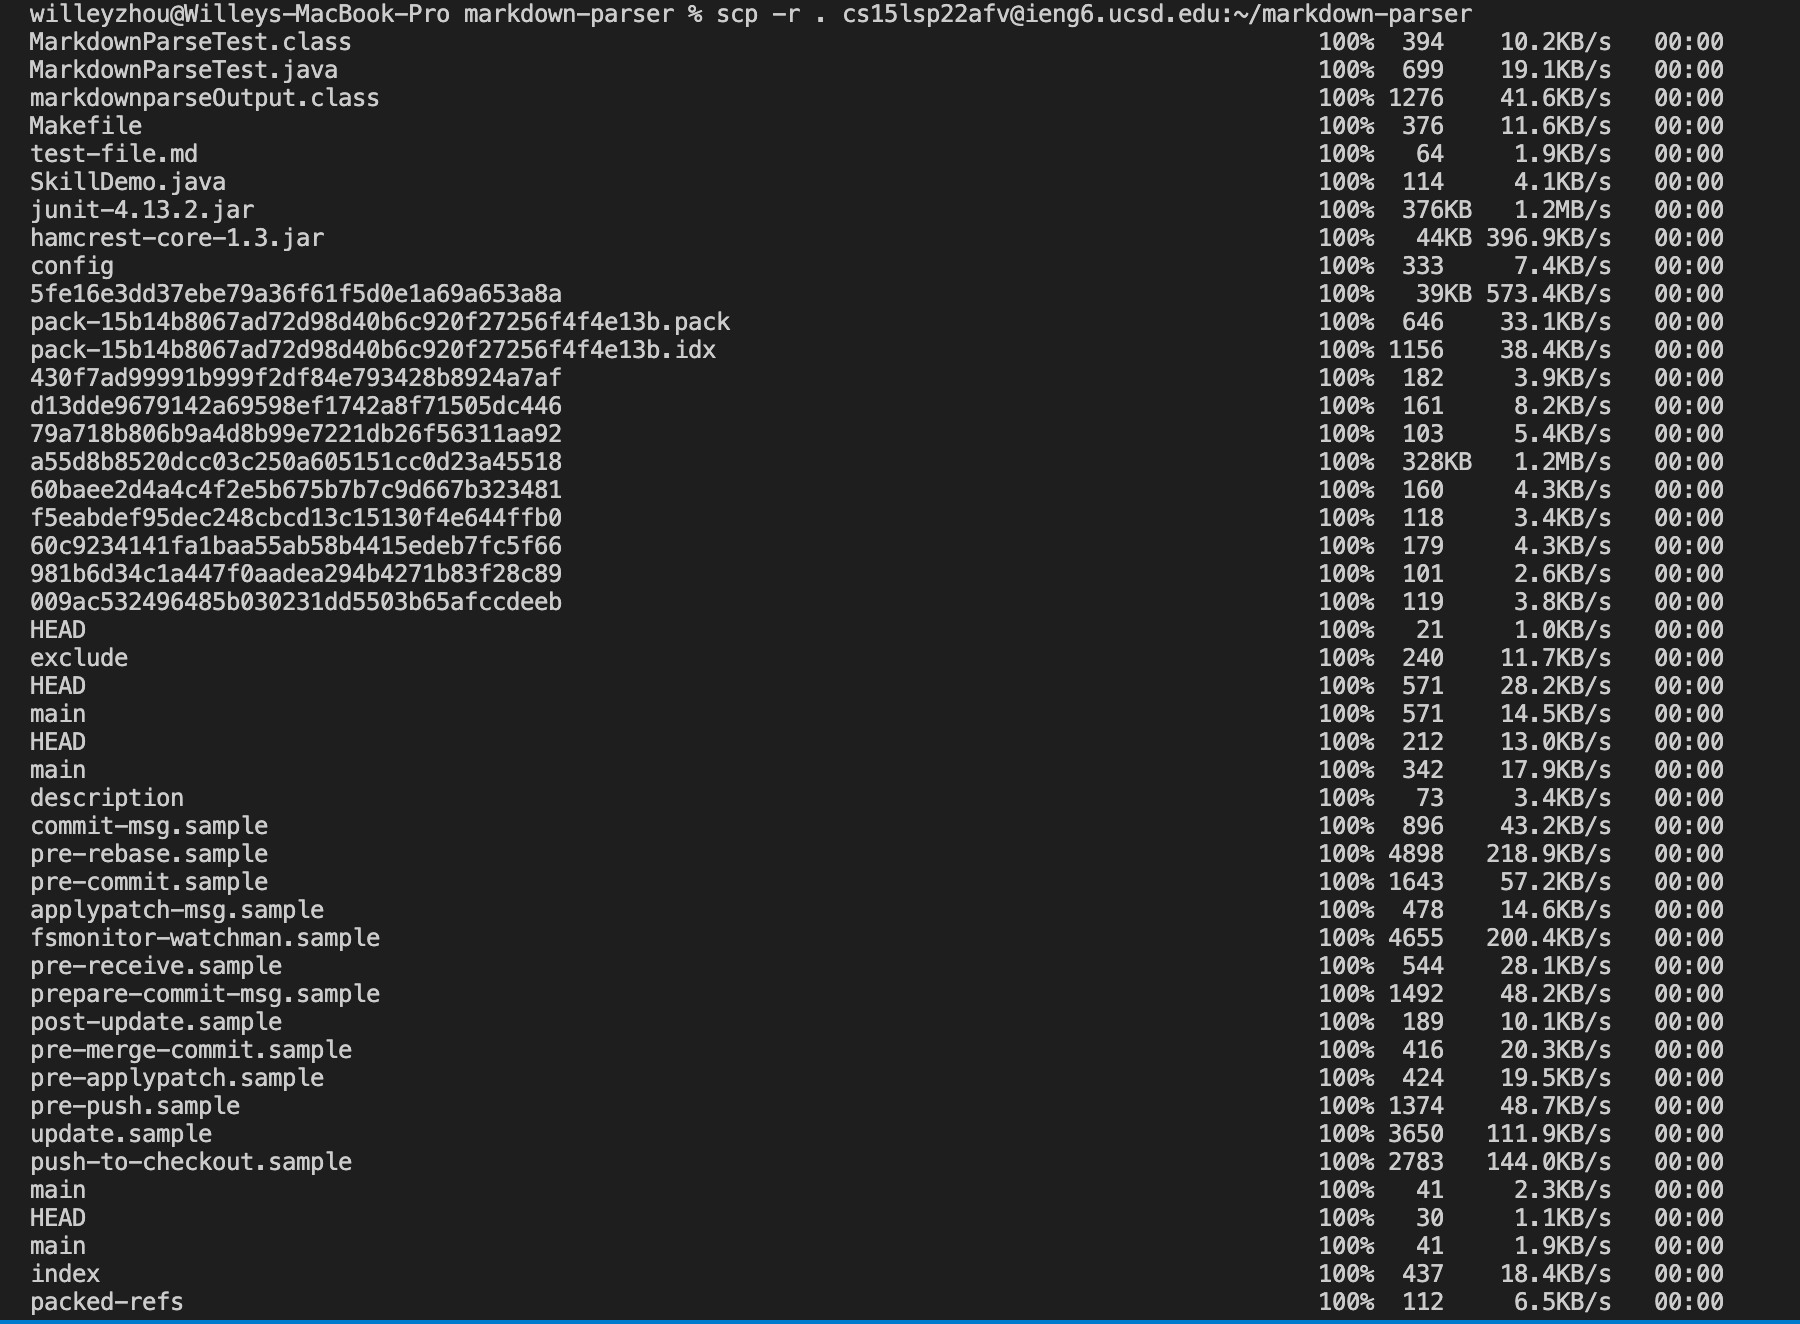 willeyzhou@Willeys-MacBook-Pro markdown-parser % scp -r . cs15lsp22afv@ieng6.ucsd.edu:~/markdown-parser
MarkdownParseTest.class 100% 394 10.2KB/s 00:00
MarkdownParseTest.java 100% 699 19.1KB/s 00:00
markdownparseOutput.class 100% 1276 41.6KB/s 00:00
Makefile 100% 376 11.6KB/s 00:00
test-file.md 100% 64 1.9KB/s 00:00
SkillDemo.java 100% 114 4.1KB/s 00:00
junit-4.13.2.jar 100% 376KB 1.2MB/s 00:00
hamcrest-core-1.3.jar 100% 44KB 396.9KB/s 00:00
config 100% 333 7.4KB/s 00:00
5fe16e3dd37ebe79a36f61f5d0e1a69a653a8a 100% 39KB 573.4KB/s 00:00
pack-15b14b8067ad72d98d40b6c920f27256f4f4e13b.pack 100% 646 33.1KB/s 00:00
pack-15b14b8067ad72d98d40b6c920f27256f4f4e13b.idx 100% 1156 38.4KB/s 00:00
430f7ad99991b999f2df84e793428b8924a7af 100% 182 3.9KB/s 00:00
d13dde9679142a69598ef1742a8f71505dc446 100% 161 8.2KB/s 00:00
79a718b806b9a4d8b99e7221db26f56311aa92 100% 103 5.4KB/s 00:00
a55d8b8520dcc03c250a605151cc0d23a45518 100% 328KB 1.2MB/s 00:00
60baee2d4a4c4f2e5b675b7b7c9d667b323481 100% 160 4.3KB/s 00:00
f5eabdef95dec248cbcd13c15130f4e644ffb0 100% 118 3.4KB/s 00:00
60c9234141fa1baa55ab58b4415edeb7fc5f66 100% 179 4.3KB/s 00:00
981b6d34c1a447f0aadea294b4271b83f28c89 100% 101 2.6KB/s 00:00
009ac532496485b030231dd5503b65afccdeeb 100% 119 3.8KB/s 00:00
HEAD 100% 21 1.0KB/s 00:00
exclude 100% 240 11.7KB/s 00:00
HEAD 100% 571 28.2KB/s 00:00
main 100% 571 14.5KB/s 00:00
HEAD 100% 212 13.0KB/s 00:00
main 100% 342 17.9KB/s 00:00
description 100% 73 3.4KB/s 00:00
commit-msg.sample 100% 896 43.2KB/s 00:00
pre-rebase.sample 100% 4898 218.9KB/s 00:00
pre-commit.sample 100% 1643 57.2KB/s 00:00
applypatch-msg.sample 100% 478 14.6KB/s 00:00
fsmonitor-watchman.sample 100% 4655 200.4KB/s 00:00
pre-receive.sample 100% 544 28.1KB/s 00:00
prepare-commit-msg.sample 100% 1492 48.2KB/s 00:00
post-update.sample 100% 189 10.1KB/s 00:00
pre-merge-commit.sample 100% 416 20.3KB/s 00:00
pre-applypatch.sample 100% 424 19.5KB/s 00:00
pre-push.sample 100% 1374 48.7KB/s 00:00
update.sample 100% 3650 111.9KB/s 00:00
push-to-checkout.sample 100% 2783 144.0KB/s 00:00
main 100% 41 2.3KB/s 00:00
HEAD 100% 30 1.1KB/s 00:00
main 100% 41 1.9KB/s 00:00
index 100% 437 18.4KB/s 00:00
packed-refs 100% 112 6.5KB/s 00:00